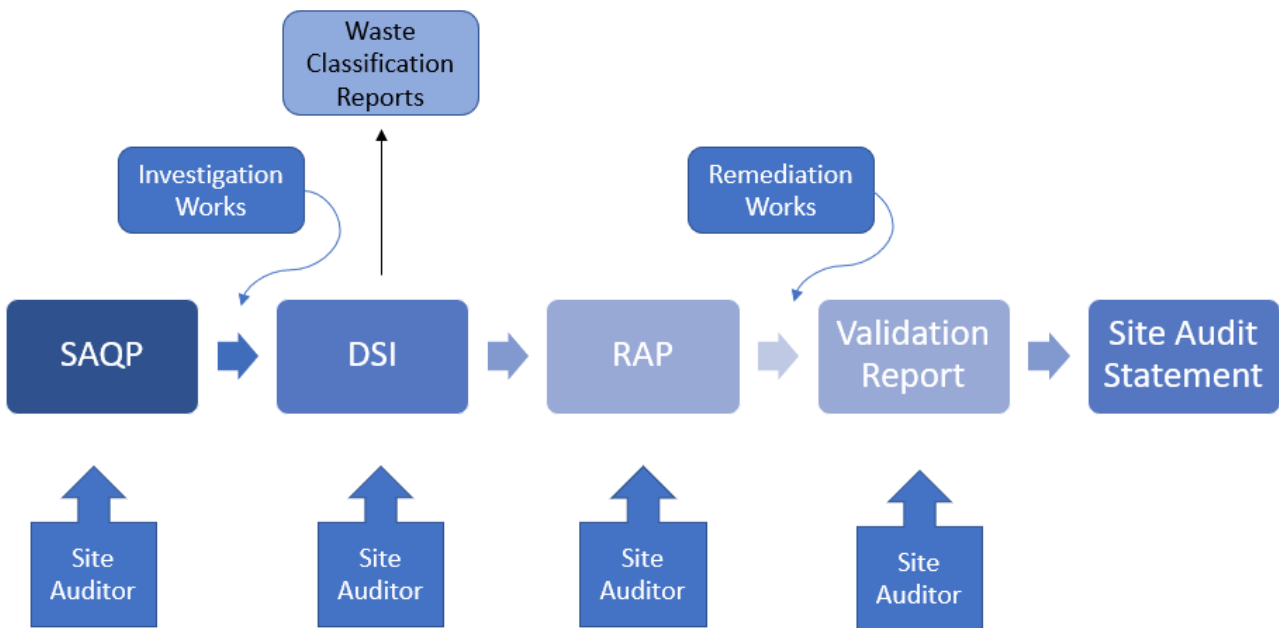 Waste
Classification
Reports
Investigation
Works
Remediation
Works
SAQP
DSI
RAP
Validation
Report
Site Audit
Statement
Site
Auditor
Site
Auditor
Site
Auditor
Site
Auditor